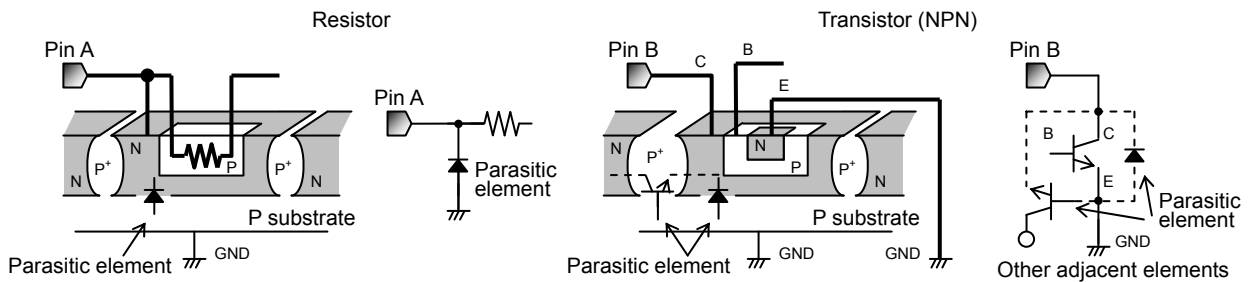 Resistor
Pin A
N
P+
N
P
P+
N
Parasitic element
P substrate
GND
Pin A
Parasitic
element
Transistor (NPN)
Pin B
C
B
E
N
P+
N
P
P+
N
P substrate
Parasitic element
GND
GND
Pin B
B
C
E
Parasitic
element
GND
Other adjacent elements